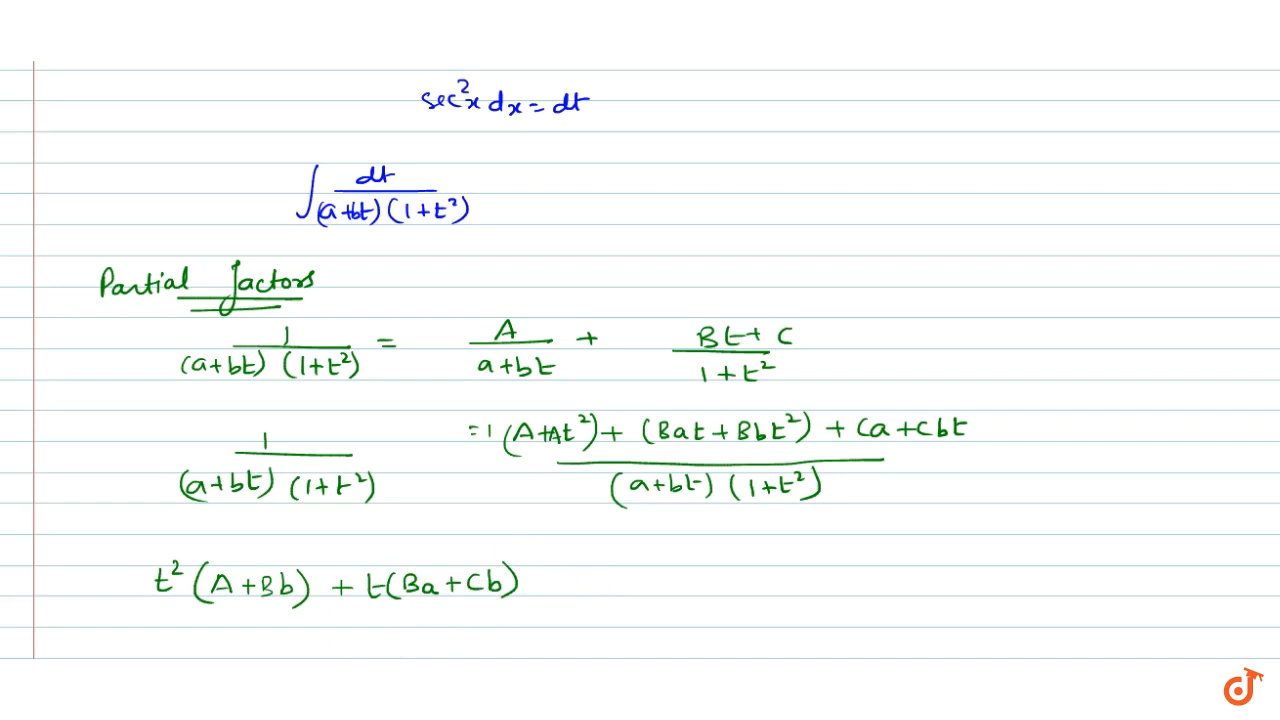 sec²x dx = dt
∫ dt / (a+bt)(1+t²)
Partial factors
1 / (a+bt)(1+t²) = A / a+bt + Bt+C / 1+t²
1 / (a+bt)(1+t²) = 1 (A+At²) + (Bat+Bbt²) + Ca+Cbt / (a+bt)(1+t²)
t²(A+Bb) + t(Ba+Cb)